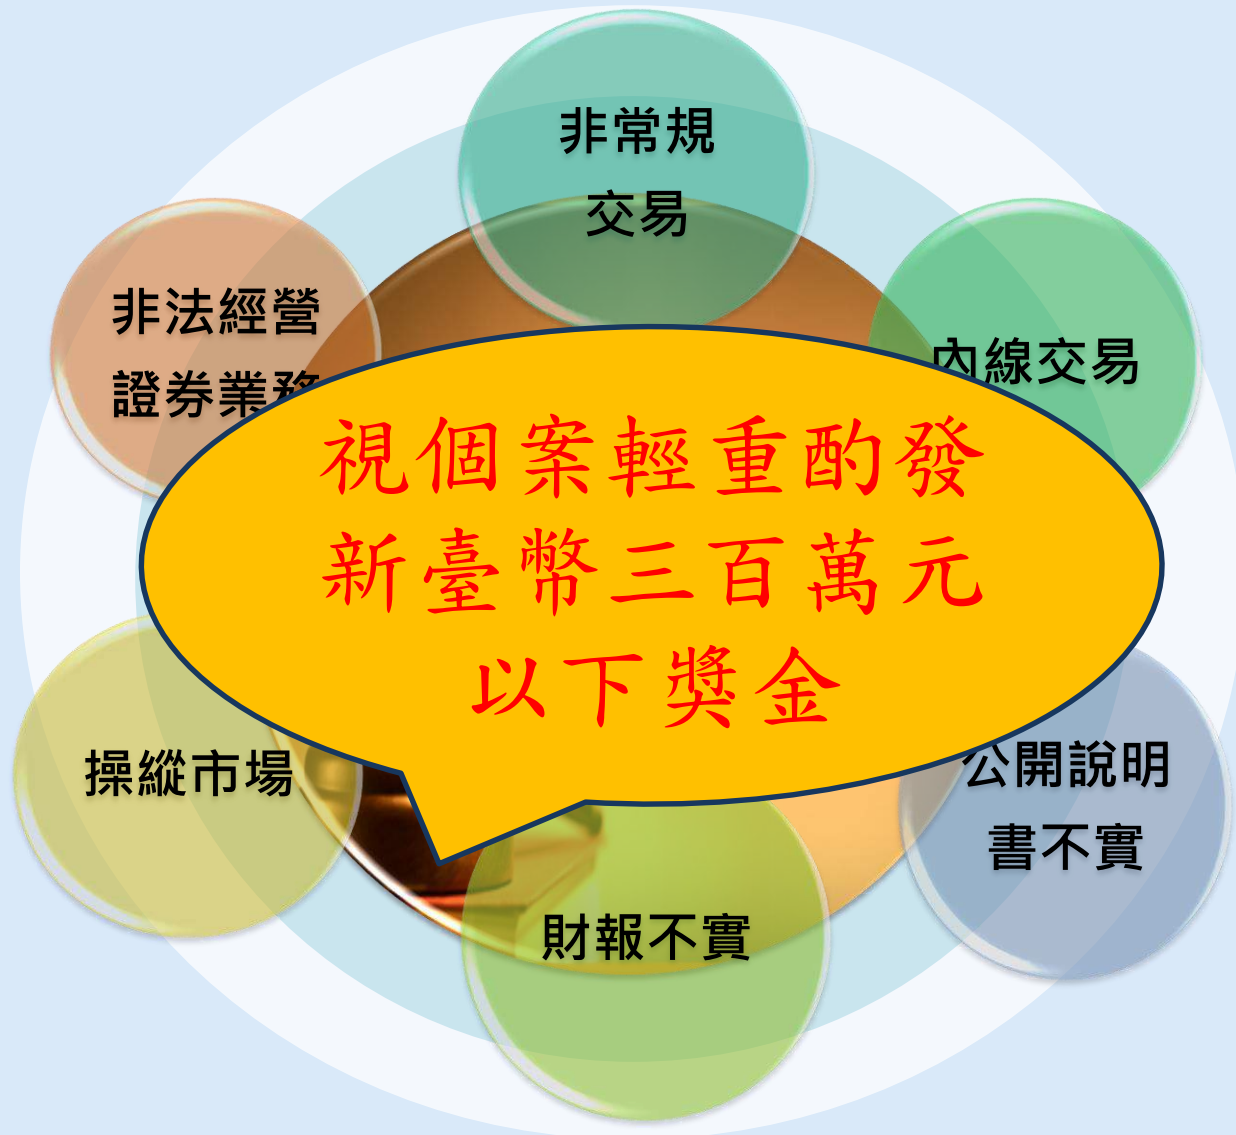 非常規
交易
非法經營
證券業務
內線交易
視個案輕重酌發
新臺幣三百萬元
以下獎金
操縱市場
公開說明
書不實
財報不實